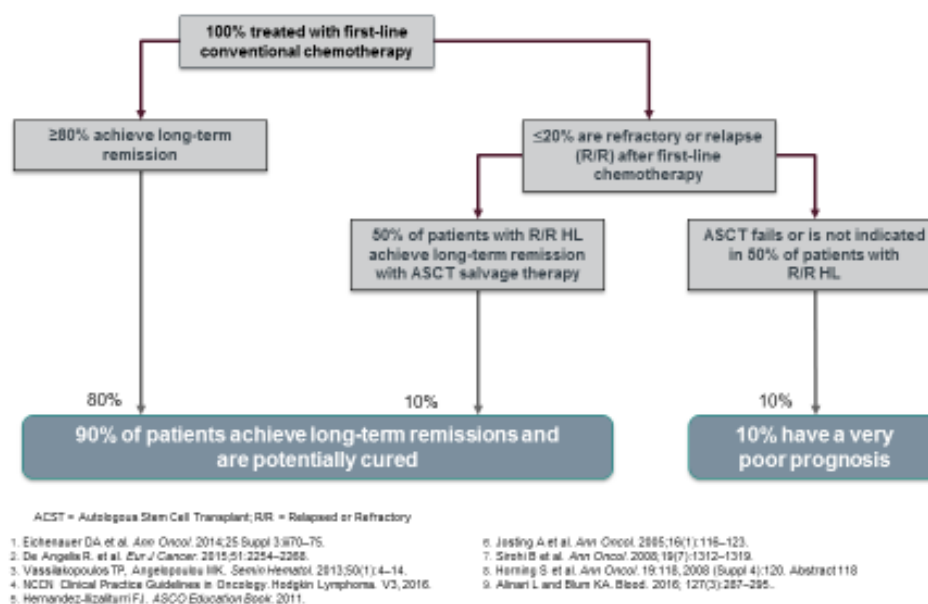 100% treated with first-line
conventional chemotherapy
≥80% achieve long-term
remission
≤20% are refractory or relapse
(R/R) after first-line
chemotherapy
50% of patients with R/R HL
achieve long-term remission
with ASCT salvage therapy
ASCT fails or is not indicated
in 50% of patients with
R/R HL
80%
10%
10%
90% of patients achieve long-term remissions and
are potentially cured
10% have a very
poor prognosis
ACST = Autologous Stem Cell Transplant; R/R = Relapsed or Refractory
1. Eichenauer DA et al. Ann Oncol. 2014;25 Suppl 3:iii70–75.
2. De Angelis R. et al. Eur J Cancer. 2015;51:2254–2268.
3. Vassilakopoulos TP, Angelopoulou MK. Semin Hematol. 2013;50(1):4–14.
4. NCCN Clinical Practice Guidelines in Oncology. Hodgkin Lymphoma. V3, 2016.
5. Hernandez-Ilizaliturri FJ. ASCO Education Book. 2011.
6. Josting A et al. Ann Oncol. 2005;16(1):116–123.
7. Sirohi B et al. Ann Oncol. 2008;19(7):1312–1319.
8. Horning S et al. Ann Oncol. 19:118, 2008 (Suppl 4):120. Abstract 118
9. Alinari L and Blum KA. Blood. 2016; 127(3):287–295.